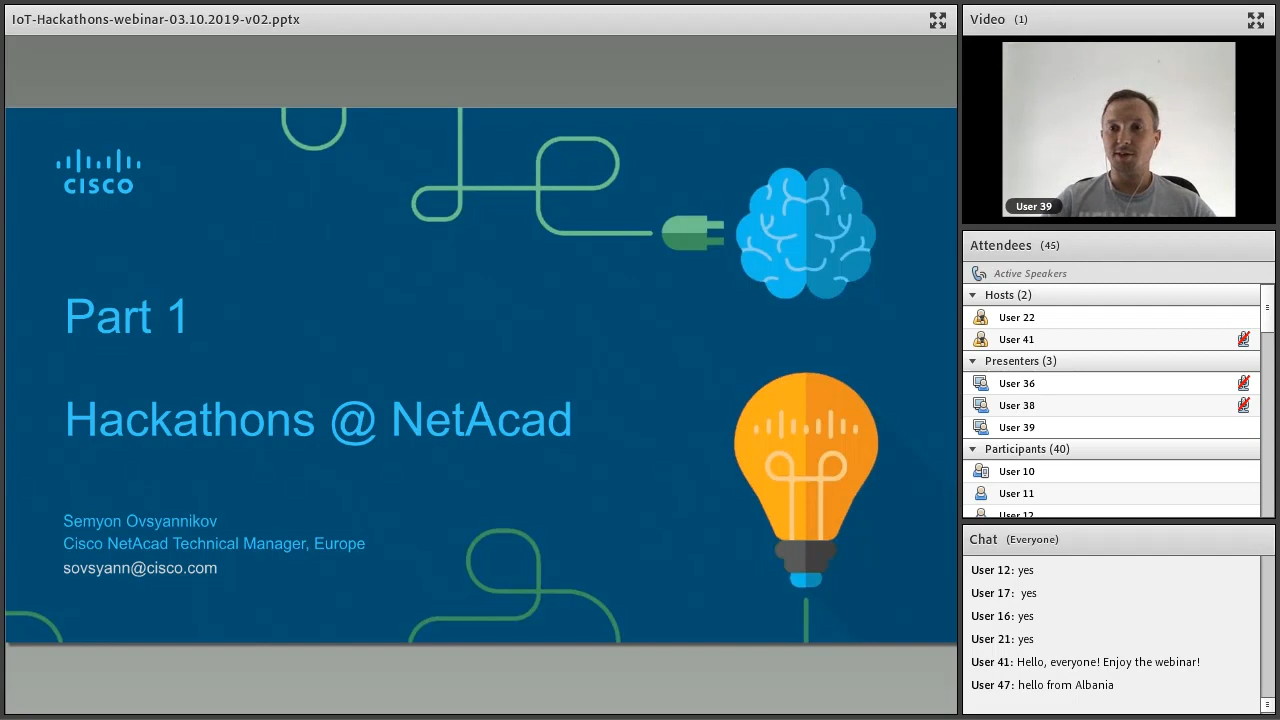 IoT-Hackathons-webinar-03.10.2019-v02.pptx
CISCO
Part 1
Hackathons @ NetAcad
Semyon Ovsyannikov
Cisco NetAcad Technical Manager, Europe
sovsyann@cisco.com
Video (1)
User 39
Attendees (45)
Active Speakers
Hosts (2)
User 22
User 41
Presenters (3)
User 36
User 38
User 39
Participants (40)
User 10
User 11
User 12
Chat (Everyone)
User 12: yes
User 17: yes
User 16: yes
User 21: yes
User 41: Hello, everyone! Enjoy the webinar!
User 47: hello from Albania